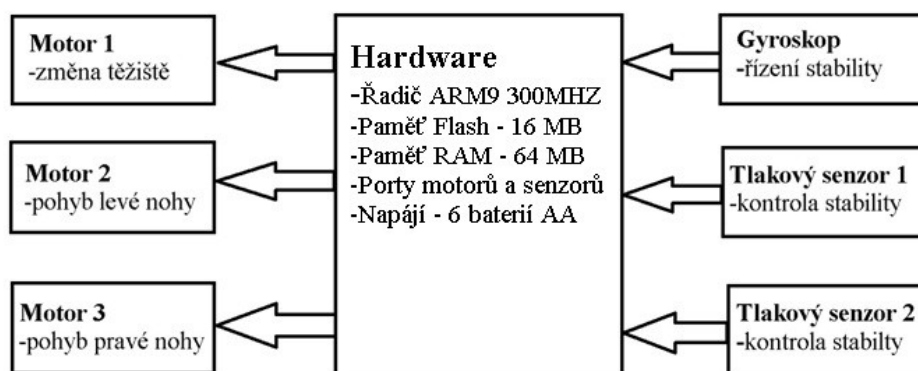 Motor 1
-změna těžiště
Motor 2
-pohyb levé nohy
Motor 3
-pohyb pravé nohy
Hardware
-Řadič ARM9 300MHZ
-Paměť Flash - 16 MB
-Paměť RAM - 64 MB
-Porty motorů a senzorů
-Napájí - 6 baterií AA
Gyroskop
-řízení stability
Tlakový senzor 1
-kontrola stability
Tlakový senzor 2
-kontrola stabilty